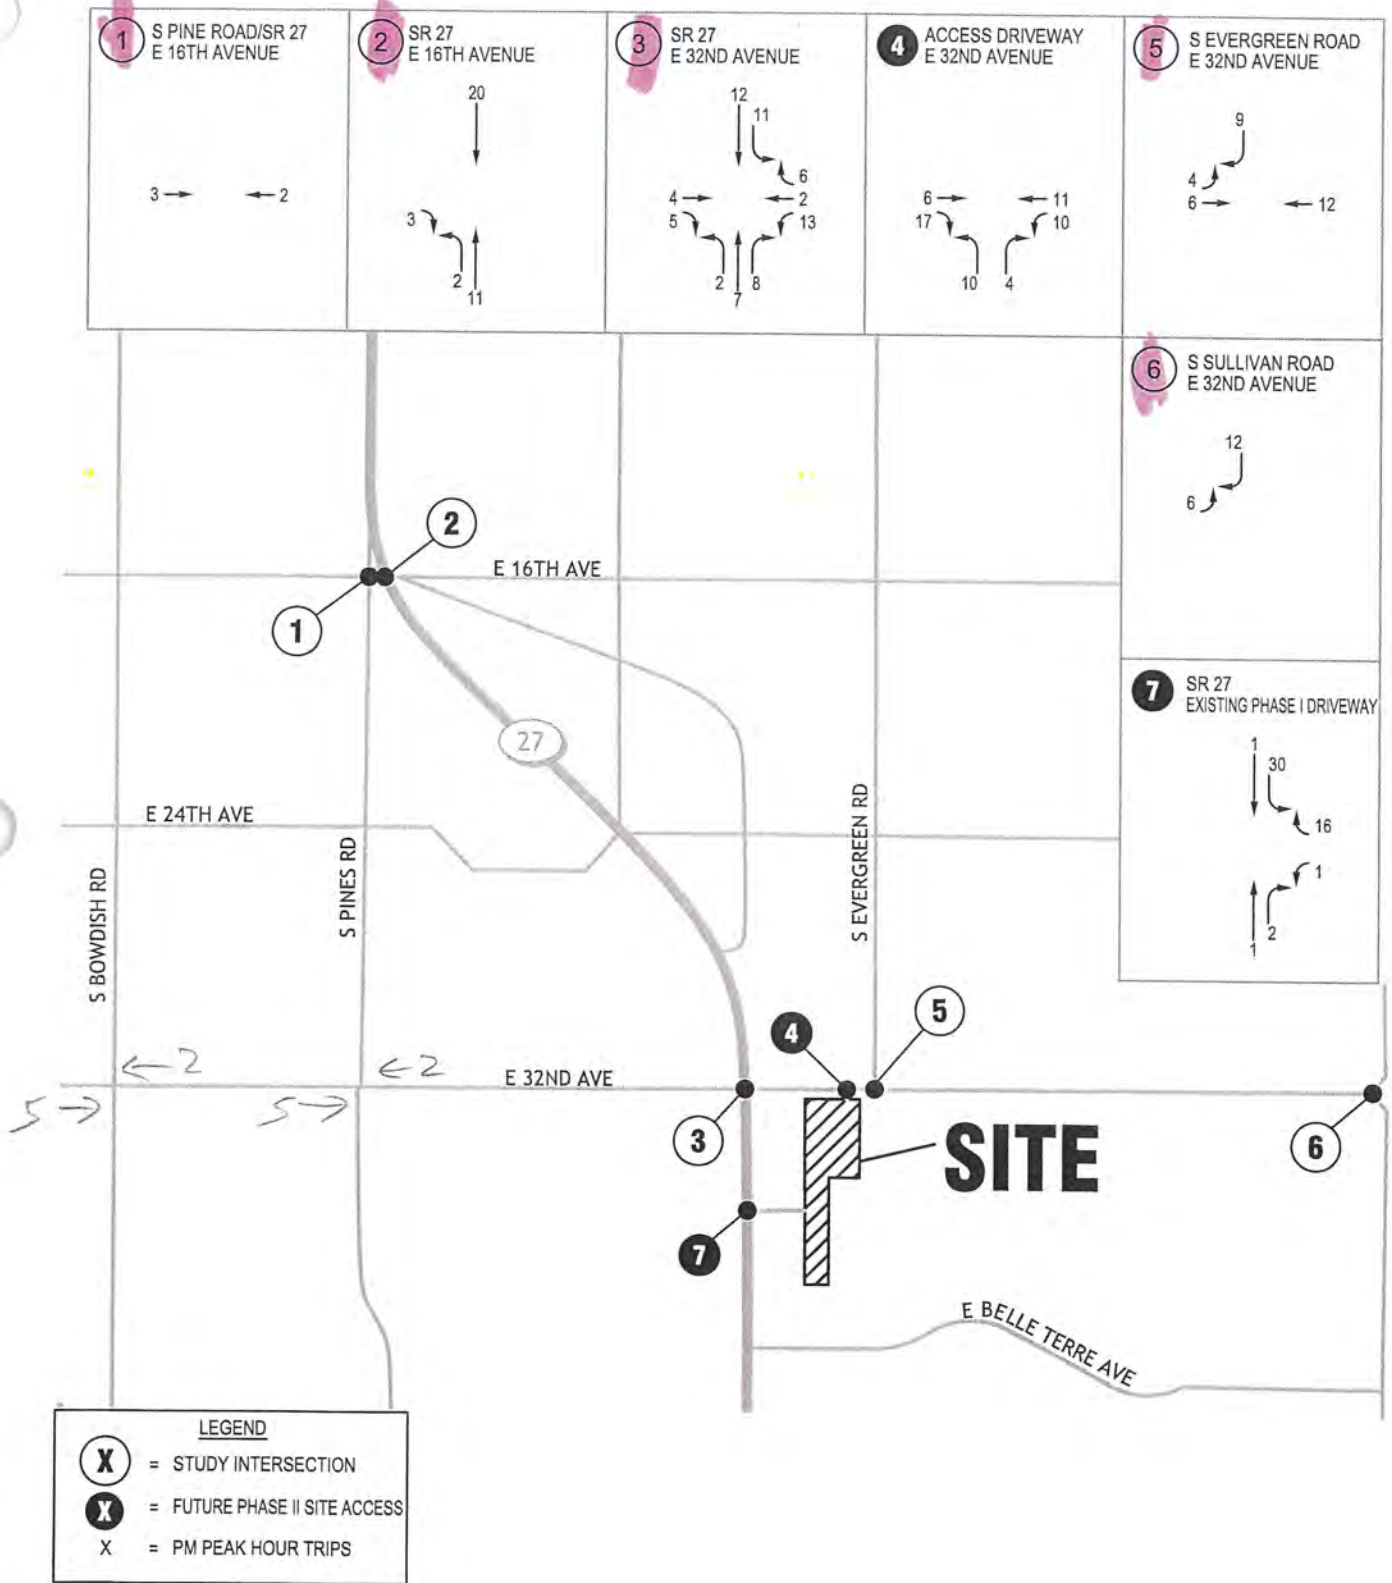 1 S PINE ROAD/SR 27
E 16TH AVENUE
3 2
2 SR 27
E 16TH AVENUE
20
3
2
11
3 SR 27
E 32ND AVENUE
12
11
6
4 2
5 13
2 8
7
4 ACCESS DRIVEWAY
E 32ND AVENUE
6 11
17 10
10 4
5 S EVERGREEN ROAD
E 32ND AVENUE
9
4
6 12
6 S SULLIVAN ROAD
E 32ND AVENUE
12
6
7 SR 27
EXISTING PHASE I DRIVEWAY
1
30
16
1
2
1
2
E 16TH AVE
1
27
E 24TH AVE
S BOWDISH RD
S PINES RD
S EVERGREEN RD
5
4
←2
←2
E 32ND AVE
5→
5→
3
SITE
6
7
E BELLE TERRE AVE
LEGEND
X = STUDY INTERSECTION
X = FUTURE PHASE II SITE ACCESS
X = PM PEAK HOUR TRIPS